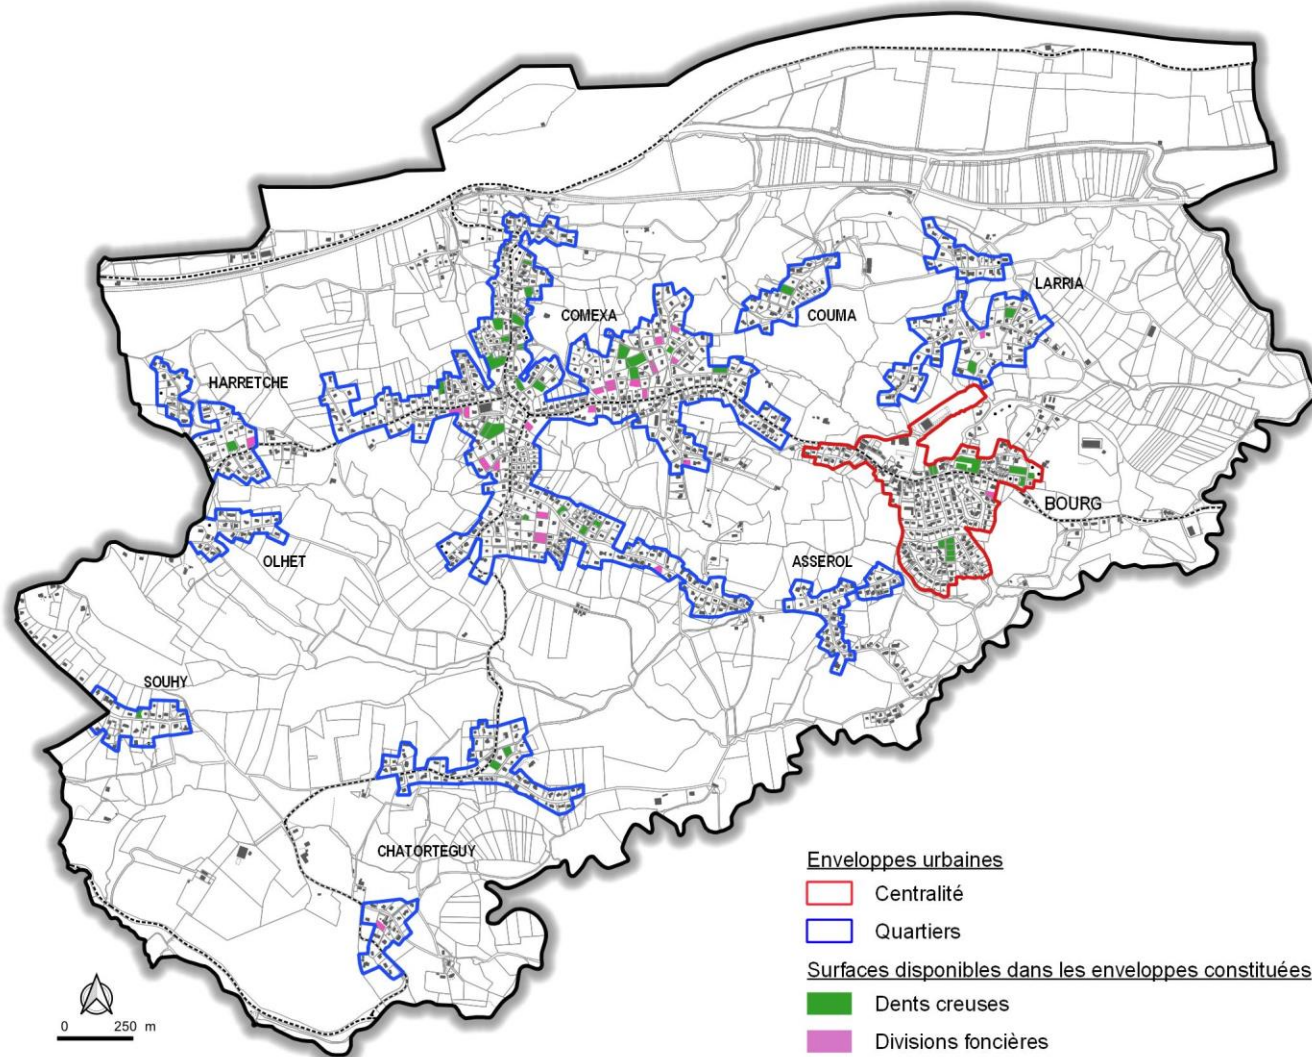 COMEXA
COUMA
LARRIA
HARRETCHE
BOURG
OLHET
ASSEROL
SOUHY
CHATORTEGUY
Enveloppes urbaines
Centralité
Quartiers
Surfaces disponibles dans les enveloppes constituées
Dents creuses
Divisions foncières
0 250 m